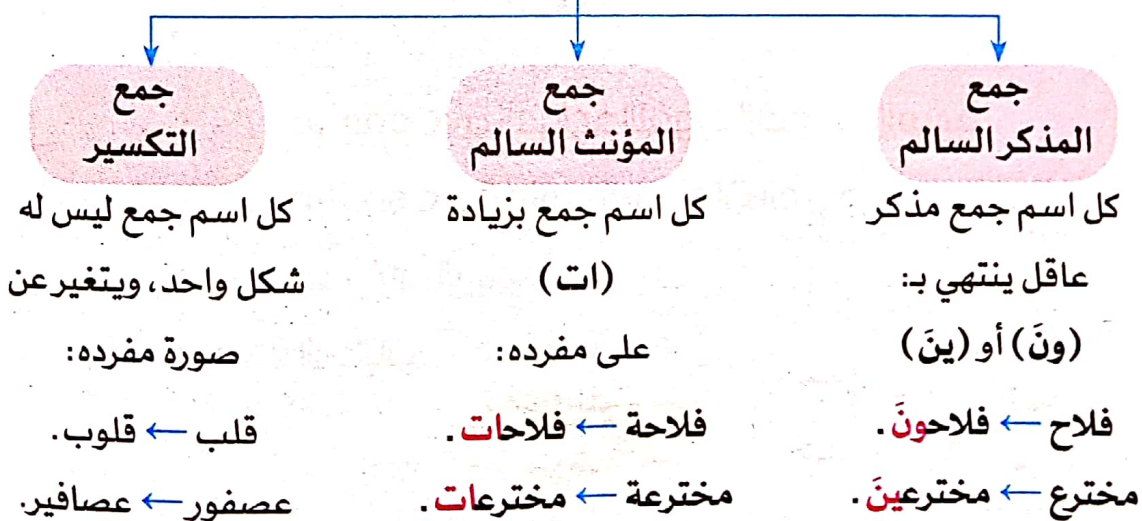 جمع
المذكر السالم
كل اسم جمع مذكر
عاقل ينتهي بـ:
(ونَ) أو (ينَ)
فلاح ← فلاحونَ.
مخترع ← مخترعينَ.
جمع
المؤنث السالم
كل اسم جمع بزيادة
(ات)
على مفرده:
فلاحة ← فلاحات.
مخترعة ← مخترعات.
جمع
التكسير
كل اسم جمع ليس له
شكل واحد، ويتغير عن
صورة مفرده:
قلب ← قلوب.
عصفور ← عصافير.